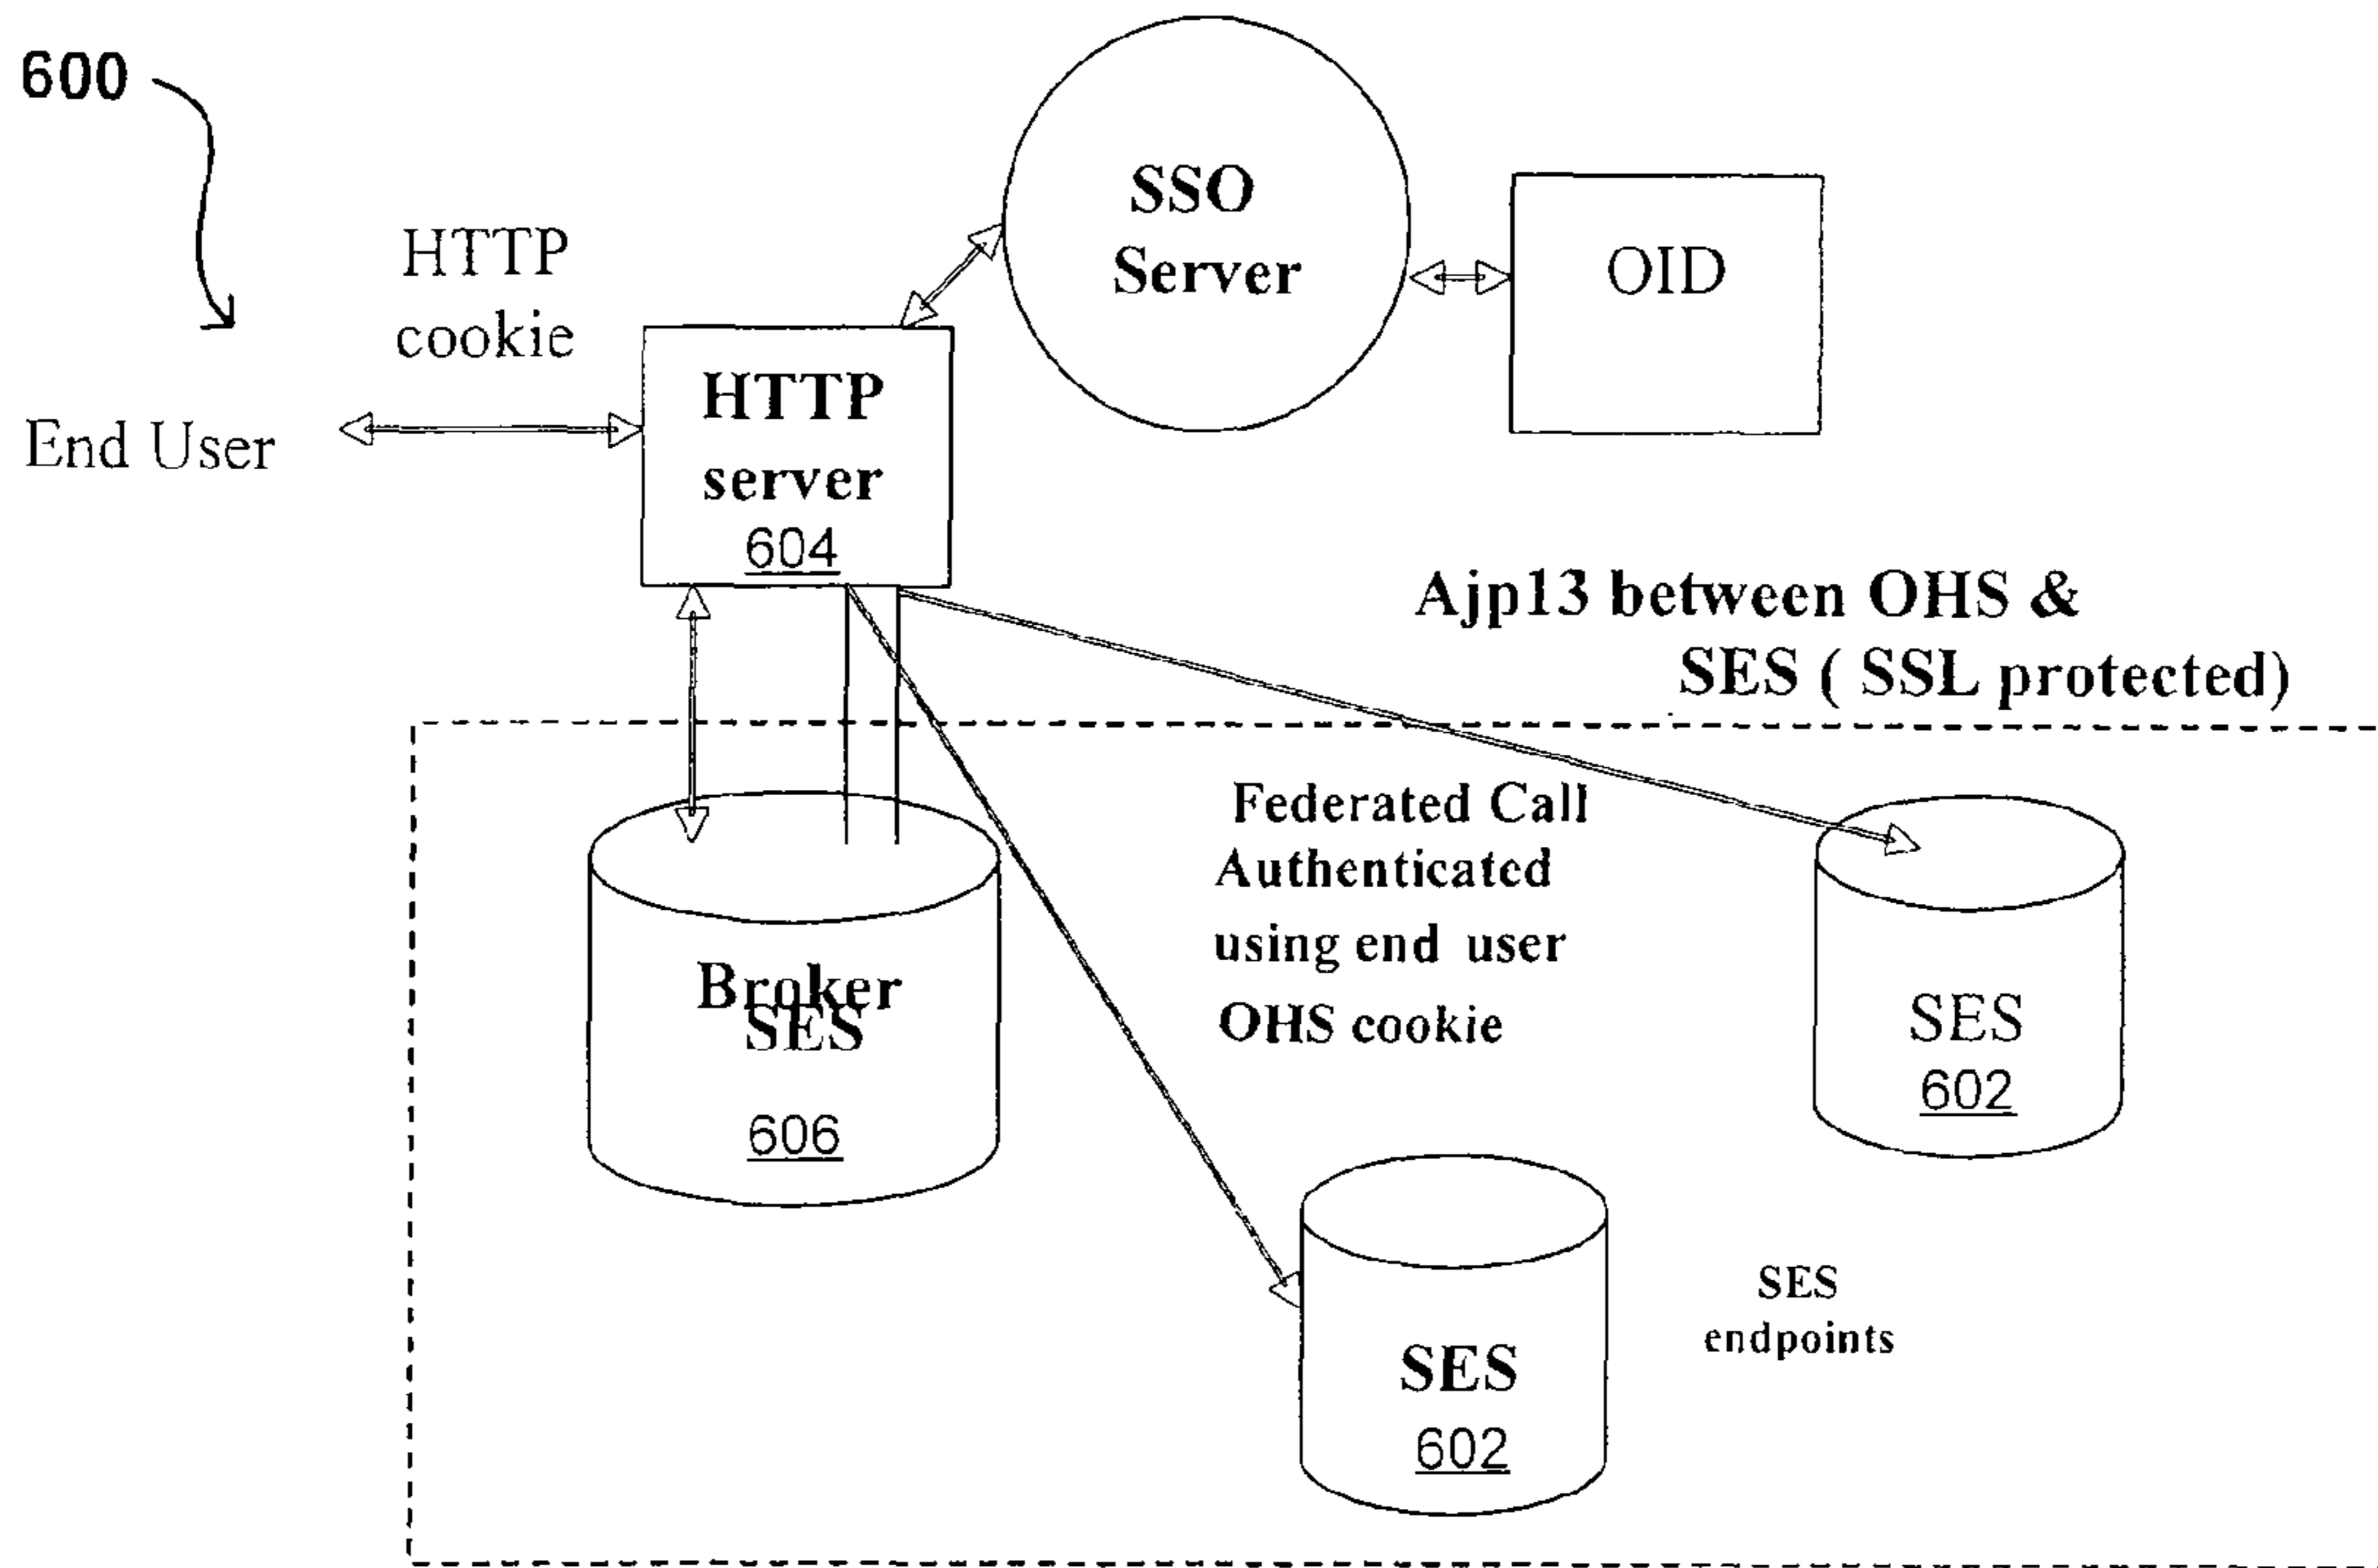 600
HTTP
cookie
End User
SSO
Server
OID
HTTP
server
604
Ajp13 between OHS &
SES ( SSL protected)
Federated Call
Authenticated
using end user
OHS cookie
Broker
SES
606
SES
602
SES
602
SES
endpoints